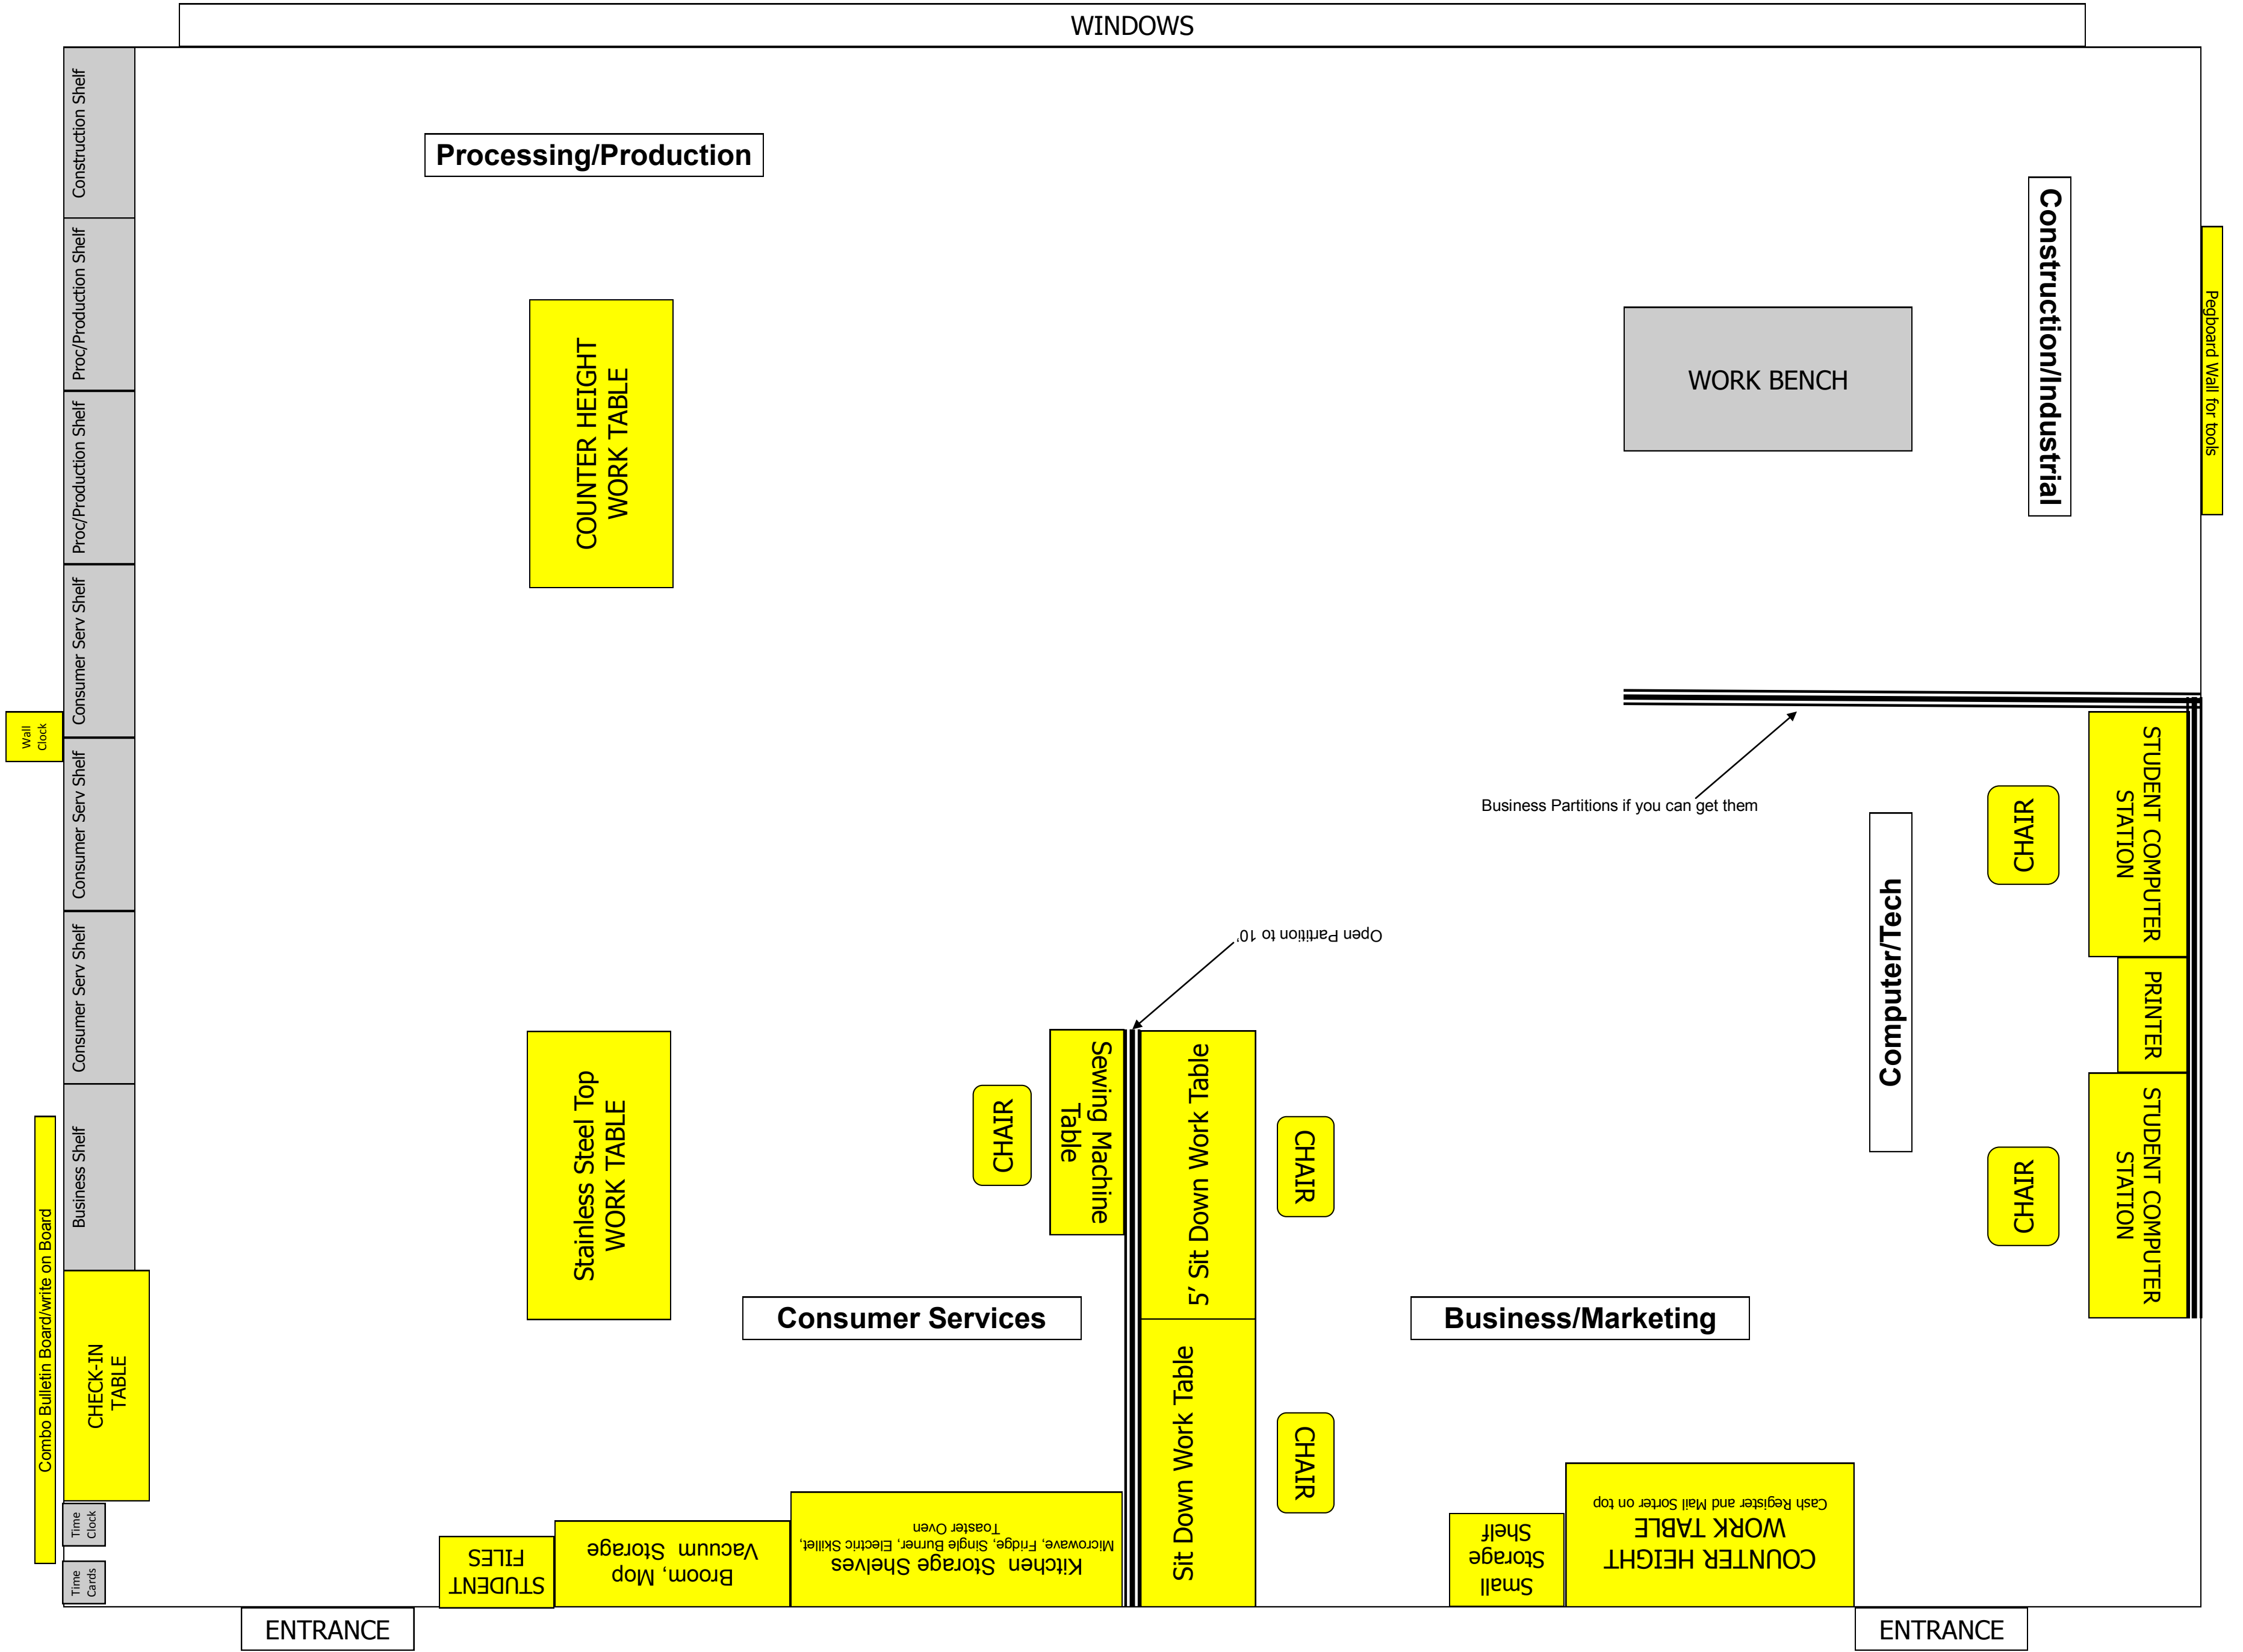 WINDOWS
Construction Shelf
Processing/Production
Construction/Industrial
Proc/Production Shelf
Pegboard Wall for tools
COUNTER HEIGHT
WORK TABLE
WORK BENCH
Proc/Production Shelf
Consumer Serv Shelf
Wall
Clock
Consumer Serv Shelf
Business Partitions if you can get them
CHAIR
STUDENT COMPUTER
STATION
Computer/Tech
Consumer Serv Shelf
Open Partition to 10'
PRINTER
Stainless Steel Top
WORK TABLE
CHAIR
Sewing Machine
Table
5’ Sit Down Work Table
CHAIR
CHAIR
STUDENT COMPUTER
STATION
Business Shelf
Combo Bulletin Board/write on Board
Consumer Services
Business/Marketing
CHECK-IN
TABLE
Sit Down Work Table
CHAIR
Time
Clock
Time
Cards
STUDENT
FILES
Broom, Mop
Vacuum Storage
Kitchen Storage Shelves
Microwave, Fridge, Single Burner, Electric Skillet,
Toaster Oven
Small
Storage
Shelf
COUNTER HEIGHT
WORK TABLE
Cash Register and Mail Sorter on top
ENTRANCE
ENTRANCE